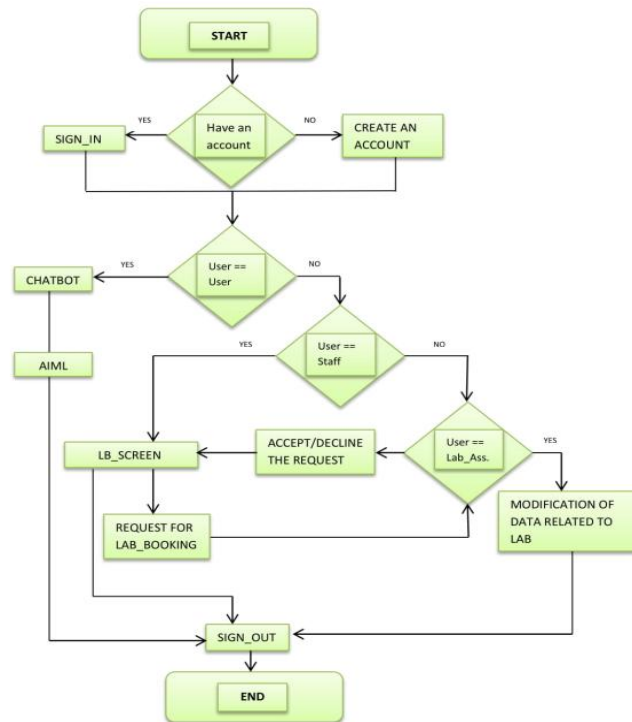 START
YES
NO
Have an
account
SIGN_IN
CREATE AN
ACCOUNT
YES
NO
User ==
User
CHATBOT
YES
NO
User ==
Staff
AIML
YES
User ==
Lab_Ass.
ACCEPT/DECLINE
THE REQUEST
LB_SCREEN
MODIFICATION OF
DATA RELATED TO
LAB
REQUEST FOR
LAB_BOOKING
SIGN_OUT
END